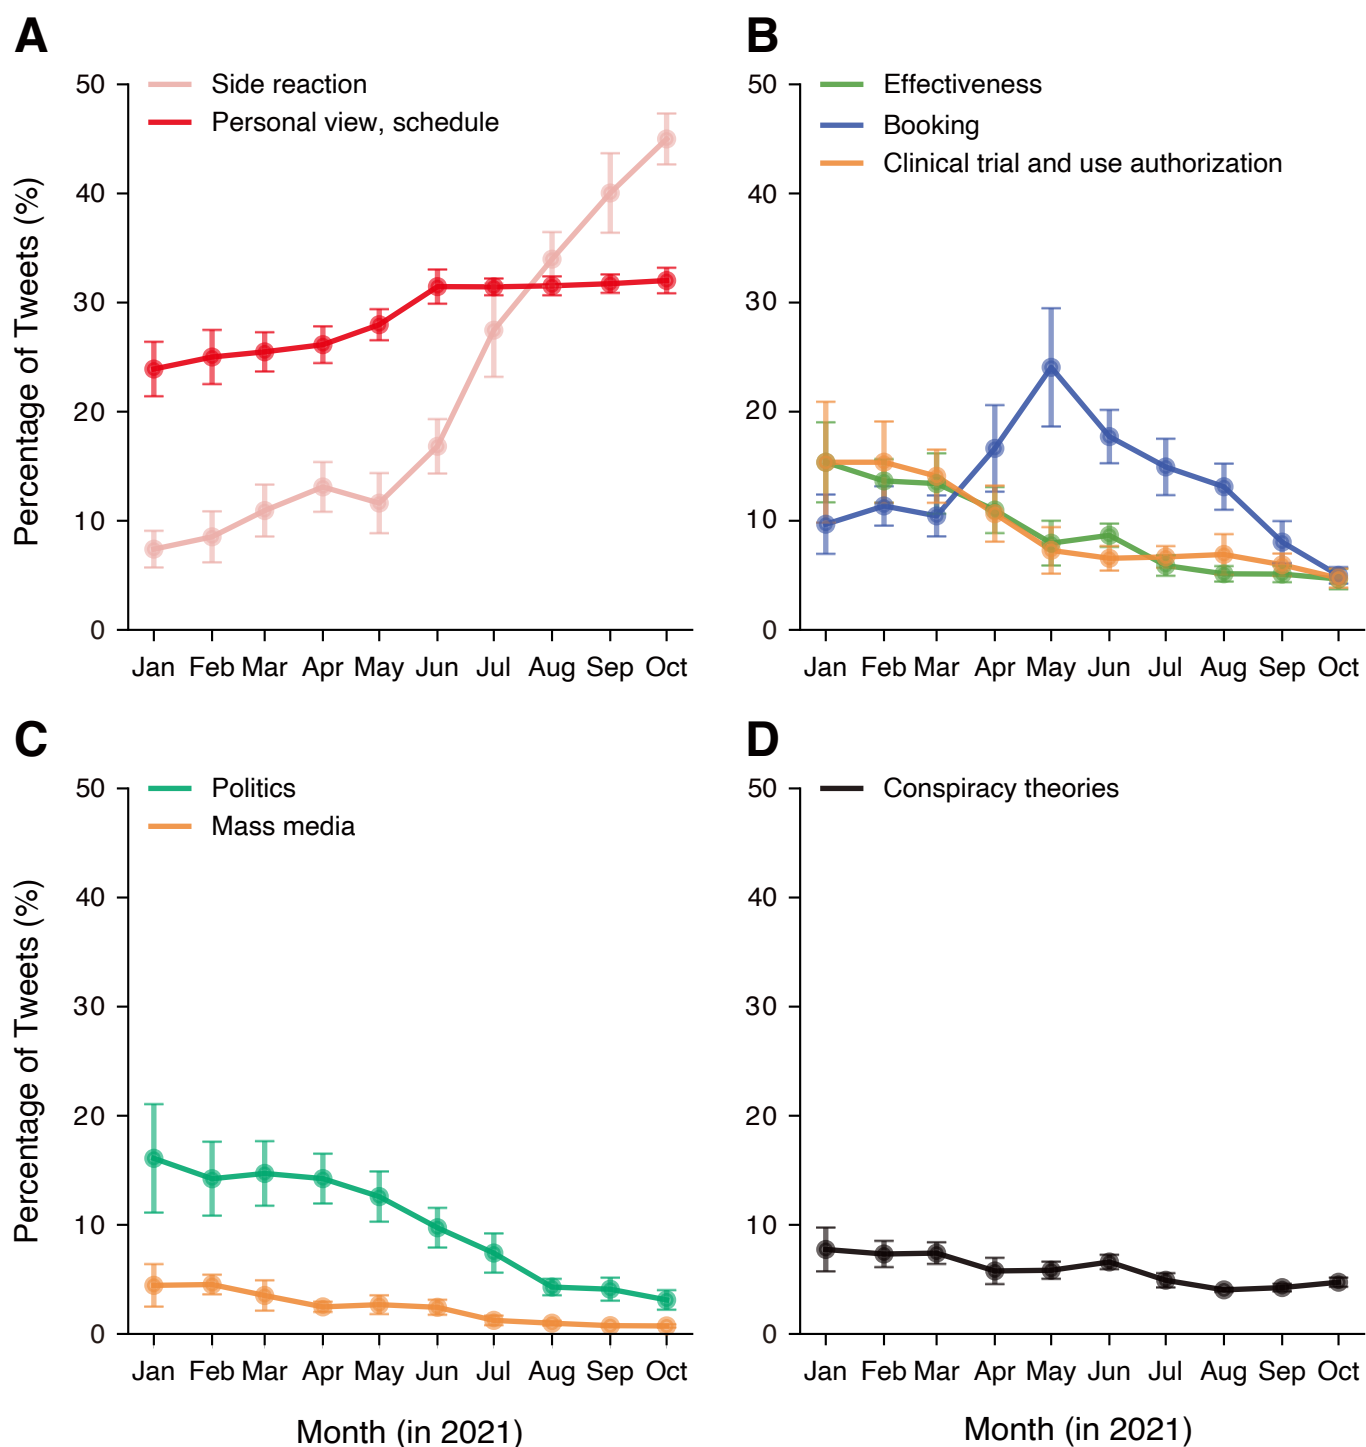 A
Side reaction
Personal view, schedule
Percentage of Tweets (%)
50
40
30
20
10
0
Jan Feb Mar Apr May Jun Jul Aug Sep Oct
B
Effectiveness
Booking
Clinical trial and use authorization
50
40
30
20
10
0
Jan Feb Mar Apr May Jun Jul Aug Sep Oct
C
Politics
Mass media
Percentage of Tweets (%)
50
40
30
20
10
0
Jan Feb Mar Apr May Jun Jul Aug Sep Oct
Month (in 2021)
D
Conspiracy theories
50
40
30
20
10
0
Jan Feb Mar Apr May Jun Jul Aug Sep Oct
Month (in 2021)